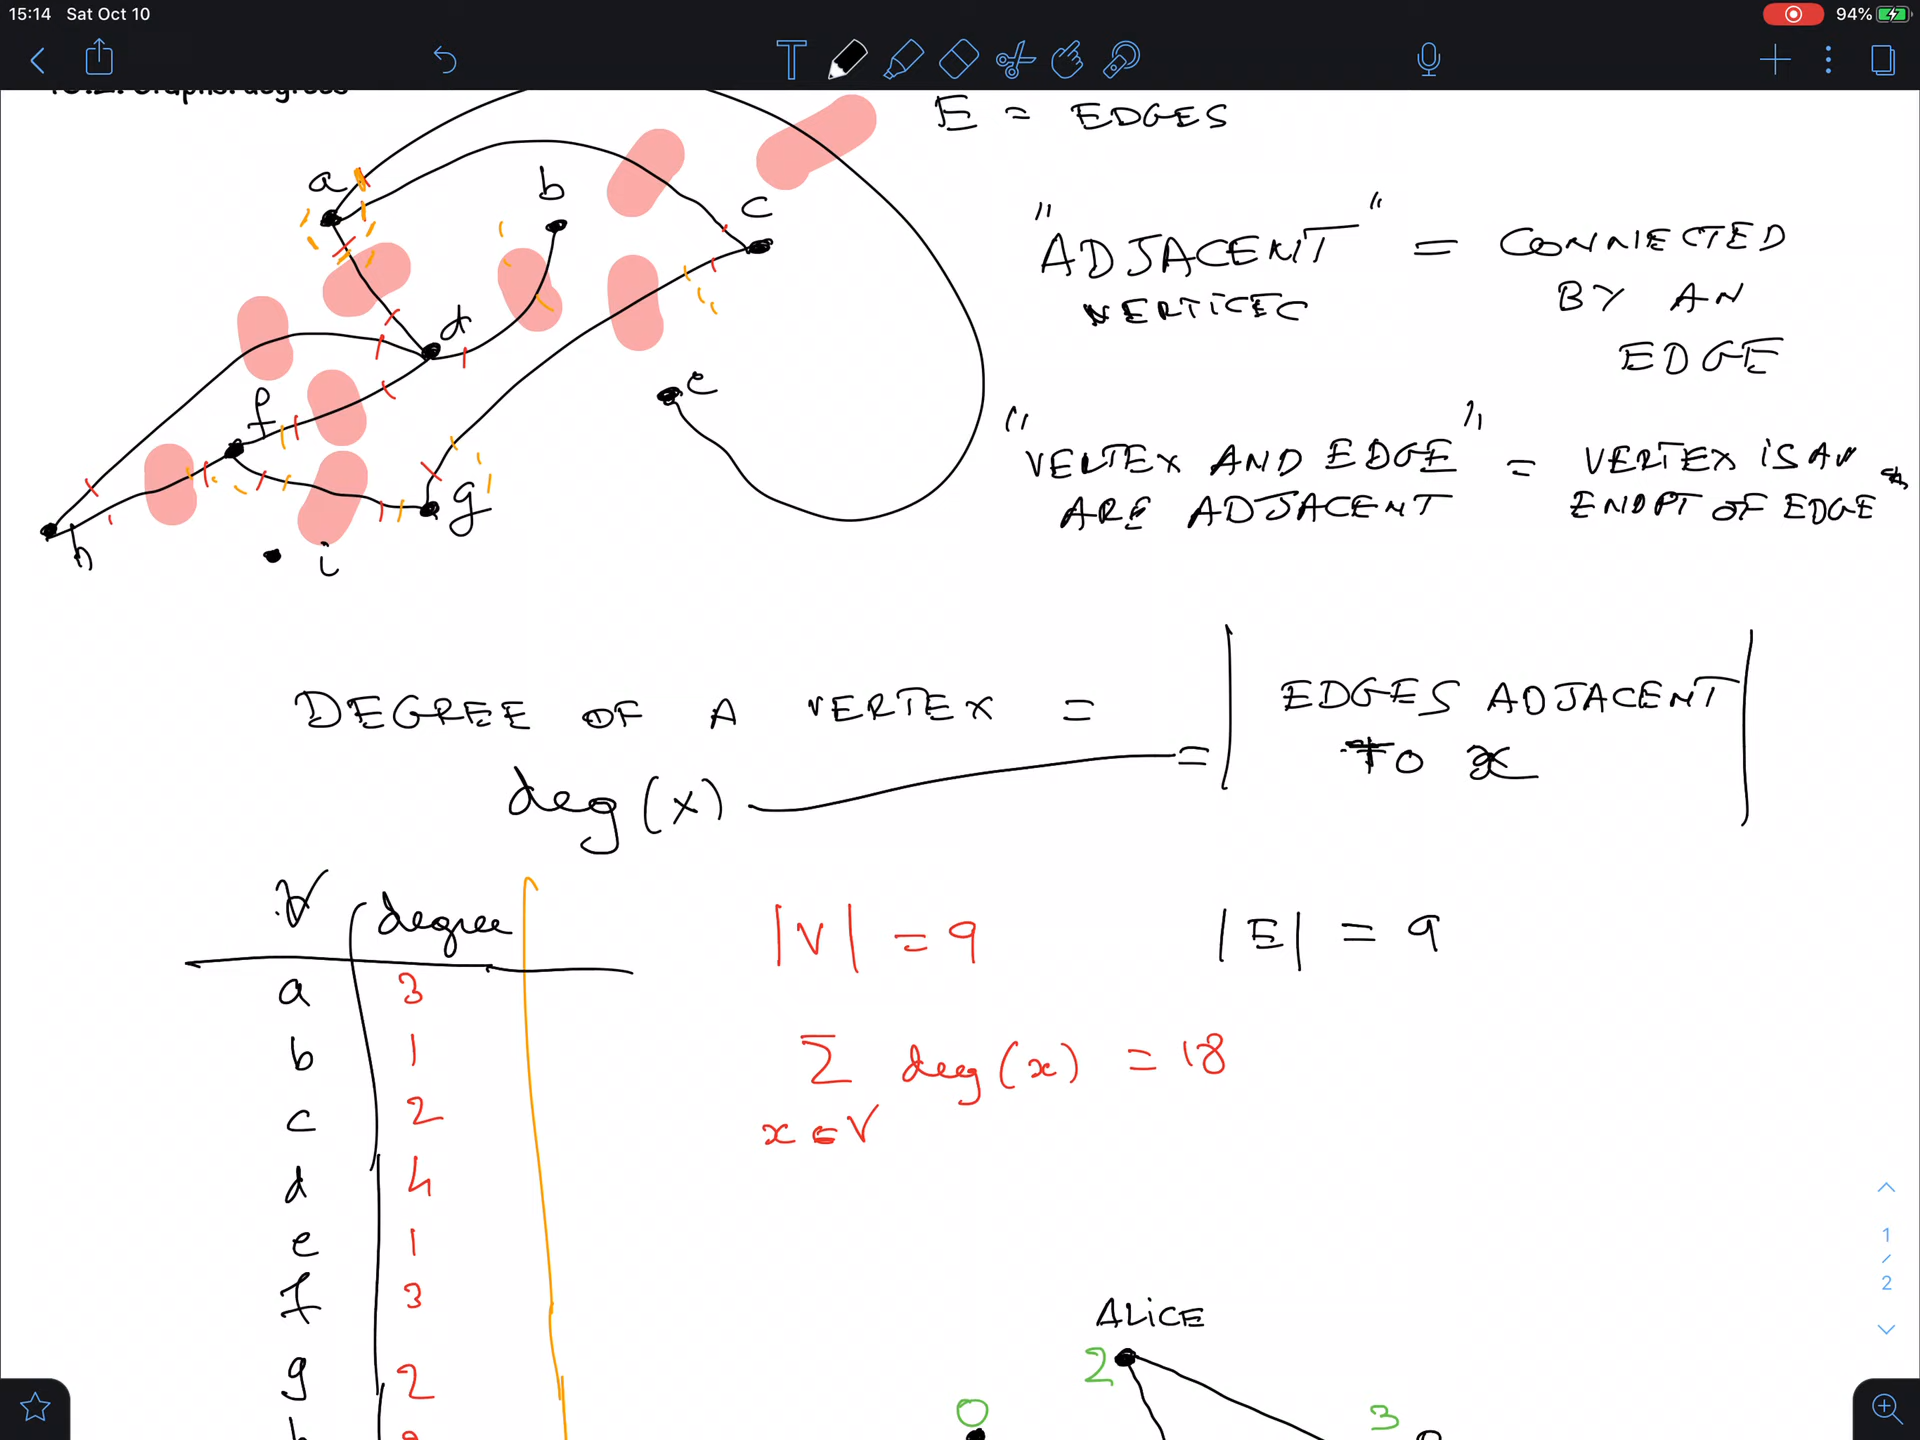 15:14 Sat Oct 10
94%
E = EDGES
a
b
c
"ADJACENT" = CONNECTED
VERTICEC
BY AN
EDGE
d
e
f
"VERTEX AND EDGE" = VERTEX IS AN
ARE ADJACENT
ENDPT OF EDGE
g
h
i
DEGREE OF A VERTEX = | EDGES ADJACENT |
deg(x) = TO x
V degree
|V| = 9
|E| = 9
a 3
b 1
∑ deg(x) = 18
x ∈ V
c 2
d 4
e 1
f 3
g 2
1
/
2
ALICE
2
0
3